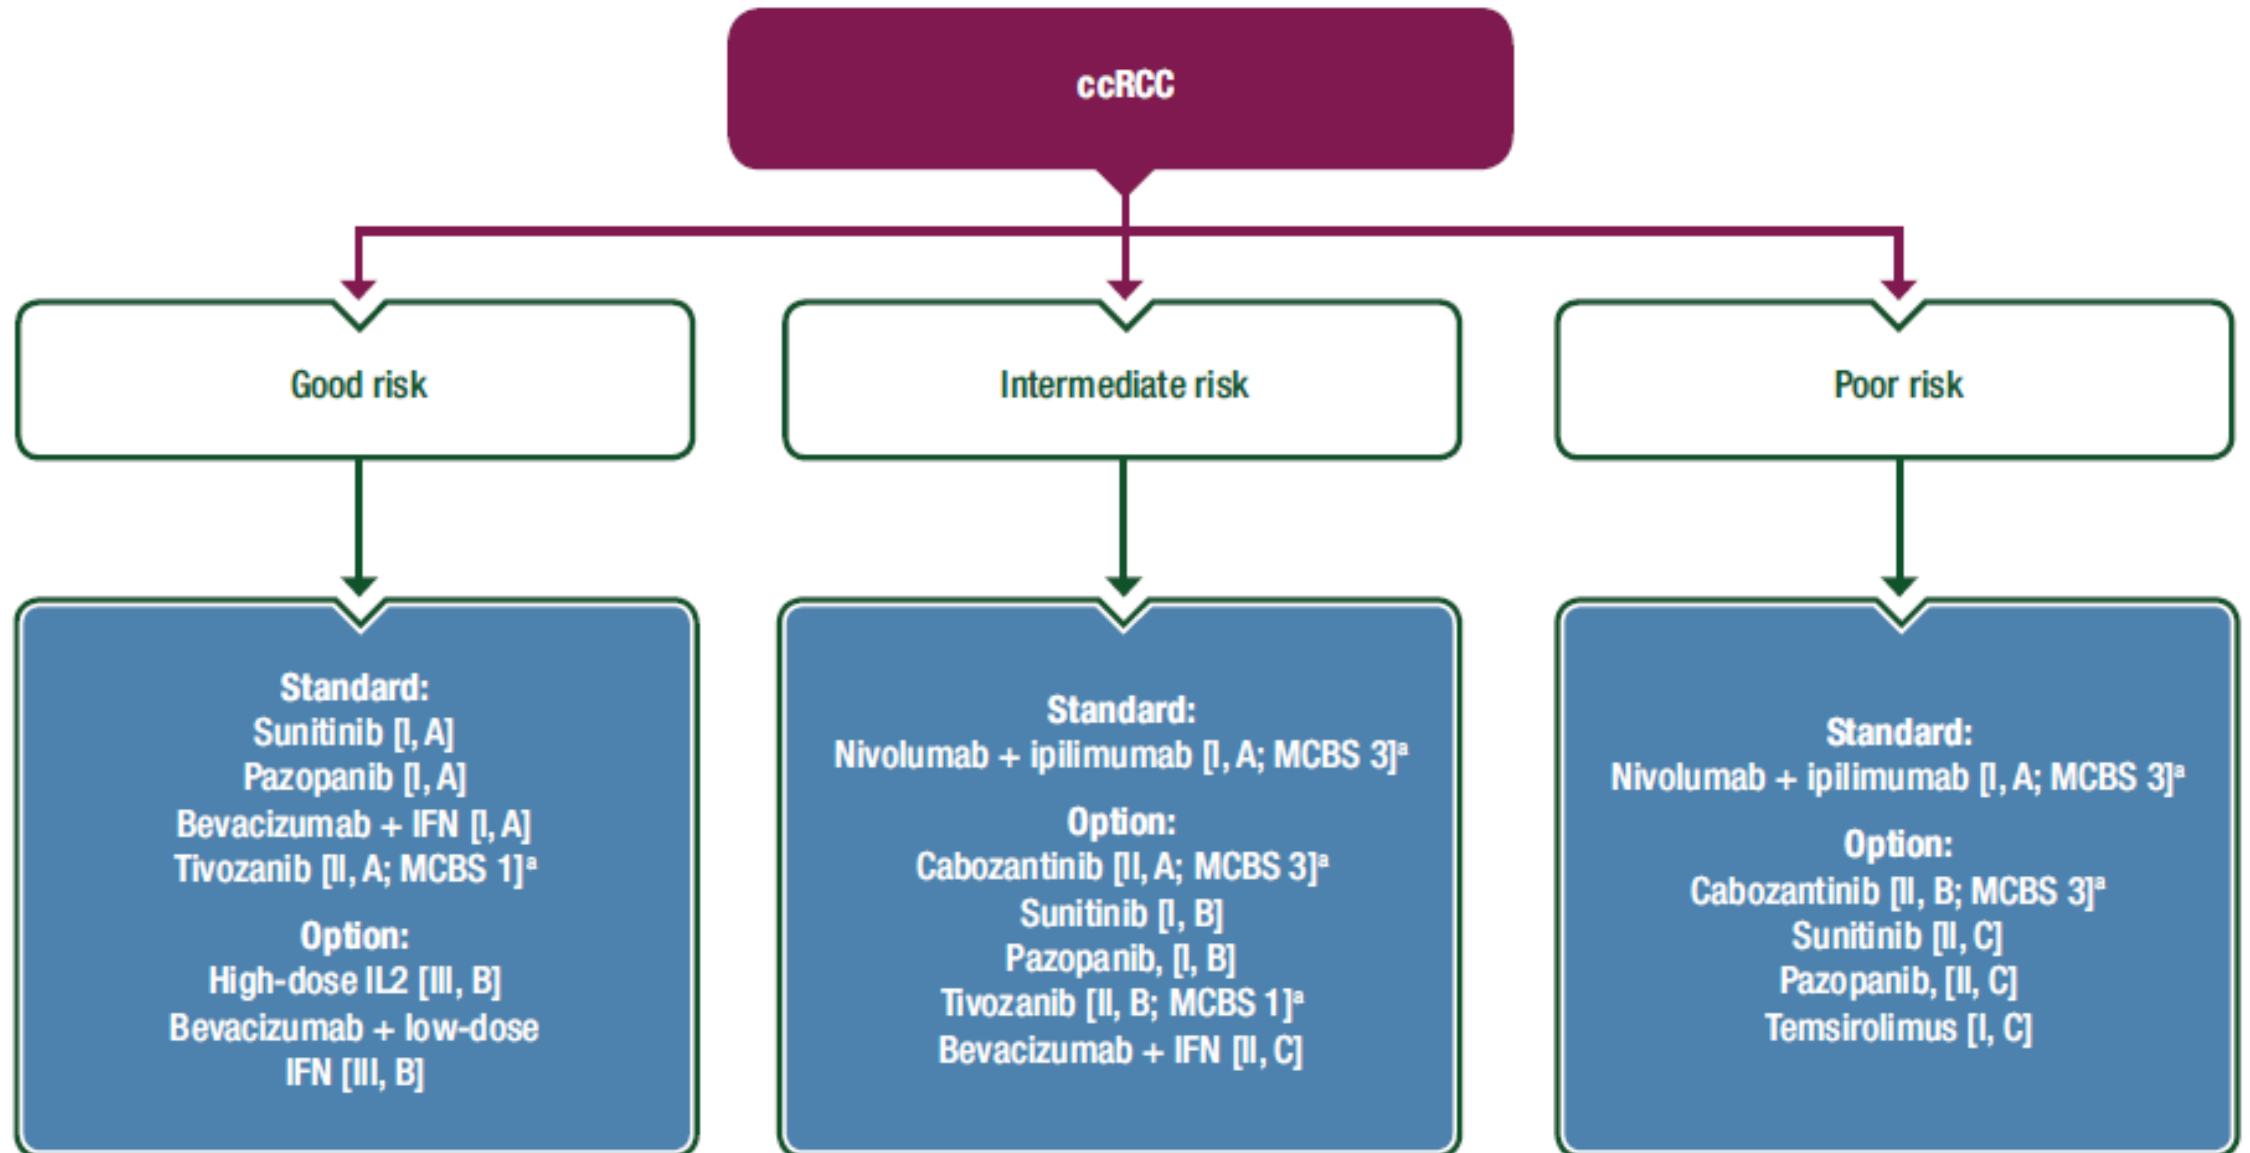 ccRCC
Good risk
Intermediate risk
Poor risk
Standard:
Sunitinib [I, A]
Pazopanib [I, A]
Bevacizumab + IFN [I, A]
Tivozanib [II, A; MCBS 1]ª
Option:
High-dose IL2 [III, B]
Bevacizumab + low-dose
IFN [III, B]
Standard:
Nivolumab + ipilimumab [I, A; MCBS 3]ª
Option:
Cabozantinib [II, A; MCBS 3]ª
Sunitinib [I, B]
Pazopanib, [I, B]
Tivozanib [II, B; MCBS 1]ª
Bevacizumab + IFN [II, C]
Standard:
Nivolumab + ipilimumab [I, A; MCBS 3]ª
Option:
Cabozantinib [II, B; MCBS 3]ª
Sunitinib [II, C]
Pazopanib, [II, C]
Temsirolimus [I, C]